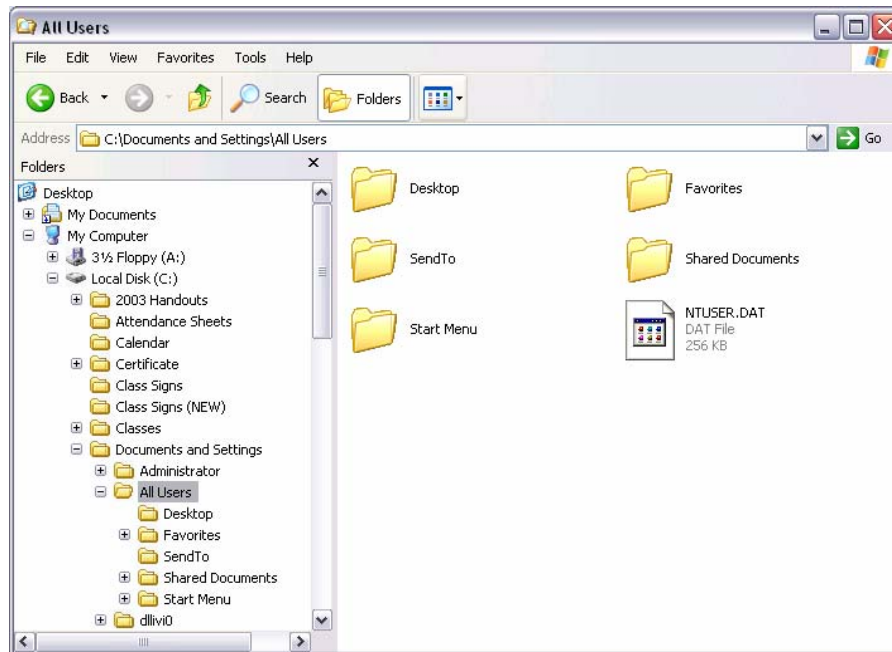 All Users
File Edit View Favorites Tools Help
Back Search Folders
Address C:\Documents and Settings\All Users Go
Folders
Desktop
My Documents
My Computer
3½ Floppy (A:)
Local Disk (C:)
2003 Handouts
Attendance Sheets
Calendar
Certificate
Class Signs
Class Signs (NEW)
Classes
Documents and Settings
Administrator
All Users
Desktop
Favorites
SendTo
Shared Documents
Start Menu
dllivi0
Desktop
Favorites
SendTo
Shared Documents
Start Menu
NTUSER.DAT
DAT File
256 KB